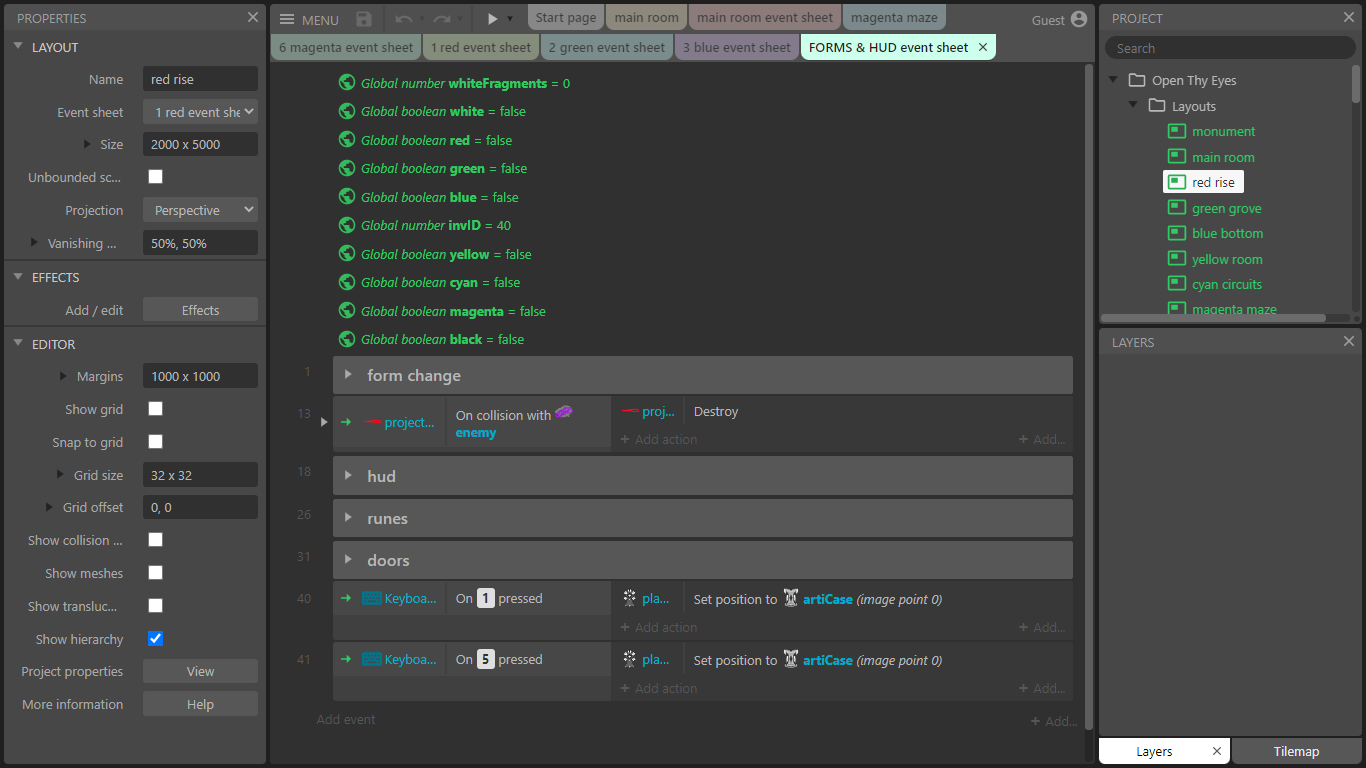 PROPERTIES
LAYOUT
Name red rise
Event sheet 1 red event she
Size 2000 x 5000
Unbounded sc...
Projection Perspective
Vanishing ... 50%, 50%
EFFECTS
Add / edit Effects
EDITOR
Margins 1000 x 1000
Show grid
Snap to grid
Grid size 32 x 32
Grid offset 0, 0
Show collision ...
Show meshes
Show transluc...
Show hierarchy
Project properties View
More information Help
MENU
Start page main room main room event sheet magenta maze
Guest
6 magenta event sheet 1 red event sheet 2 green event sheet 3 blue event sheet FORMS & HUD event sheet
Global number whiteFragments = 0
Global boolean white = false
Global boolean red = false
Global boolean green = false
Global boolean blue = false
Global number invID = 40
Global boolean yellow = false
Global boolean cyan = false
Global boolean magenta = false
Global boolean black = false
1 form change
13 project... On collision with enemy proj... Destroy
Add action Add...
18 hud
26 runes
31 doors
40 Keyboa... On 1 pressed pla... Set position to artiCase (image point 0)
Add action Add...
41 Keyboa... On 5 pressed pla... Set position to artiCase (image point 0)
Add action Add...
Add event Add...
PROJECT
Search
Open Thy Eyes
Layouts
monument
main room
red rise
green grove
blue bottom
yellow room
cyan circuits
magenta maze
LAYERS
Layers Tilemap